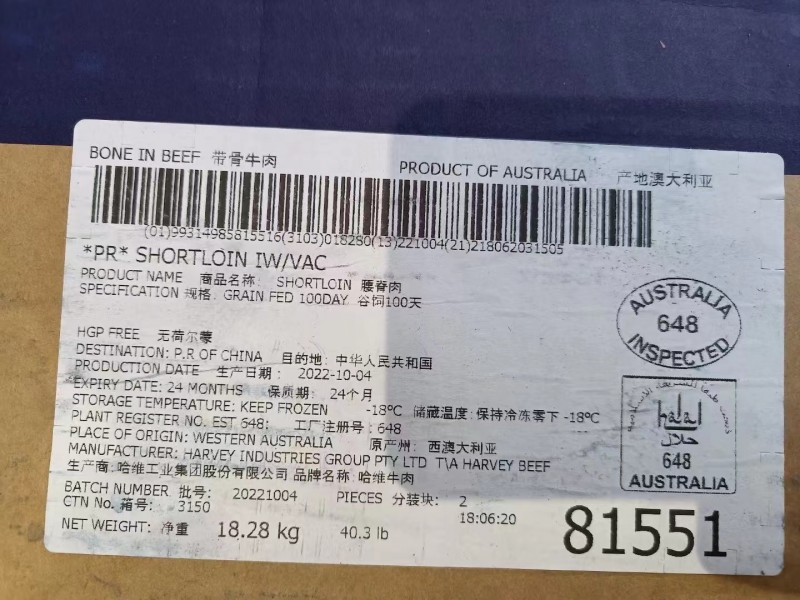 BONE IN BEEF 带骨牛肉 PRODUCT OF AUSTRALIA 产地澳大利亚
(01)99314985815516(3103)018280(13)221004(21)218062031505
*PR* SHORTLOIN IW/VAC
PRODUCT NAME 商品名称: SHORTLOIN 腰脊肉
SPECIFICATION 规格: GRAIN FED 100DAY 谷饲100天
HGP FREE 无荷尔蒙
DESTINATION: P.R OF CHINA 目的地: 中华人民共和国
PRODUCTION DATE 生产日期: 2022-10-04
EXPIRY DATE: 24 MONTHS 保质期: 24个月
STORAGE TEMPERATURE: KEEP FROZEN -18°C 储藏温度: 保持冷冻零下 -18°C
PLANT REGISTER NO. EST 648: 工厂注册号: 648
PLACE OF ORIGIN: WESTERN AUSTRALIA 原产州: 西澳大利亚
MANUFACTURER: HARVEY INDUSTRIES GROUP PTY LTD T\A HARVEY BEEF
生产商: 哈维工业集团股份有限公司 品牌名称: 哈维牛肉
BATCH NUMBER 批号: 20221004 PIECES 分装块: 2
CTN No. 箱号: 3150 18:06:20
NET WEIGHT: 净重 18.28 kg 40.3 lb 81551
AUSTRALIA
648
INSPECTED
halal
حلال
648
AUSTRALIA